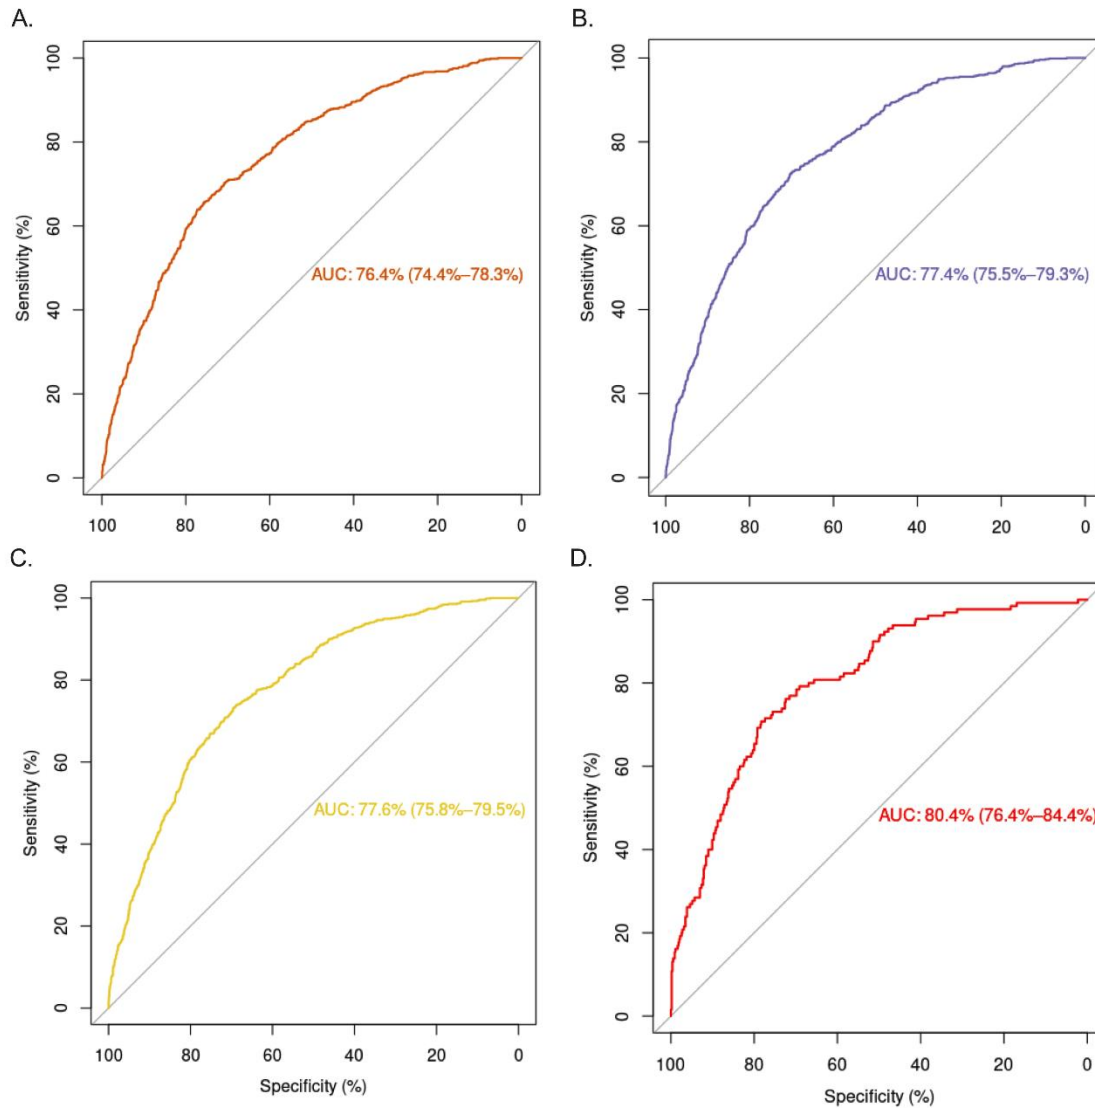 A.
Sensitivity (%)
100
80
60
40
20
0
AUC: 76.4% (74.4%–78.3%)
100 80 60 40 20 0
B.
Sensitivity (%)
100
80
60
40
20
0
AUC: 77.4% (75.5%–79.3%)
100 80 60 40 20 0
C.
Sensitivity (%)
100
80
60
40
20
0
AUC: 77.6% (75.8%–79.5%)
100 80 60 40 20 0
Specificity (%)
D.
Sensitivity (%)
100
80
60
40
20
0
AUC: 80.4% (76.4%–84.4%)
100 80 60 40 20 0
Specificity (%)